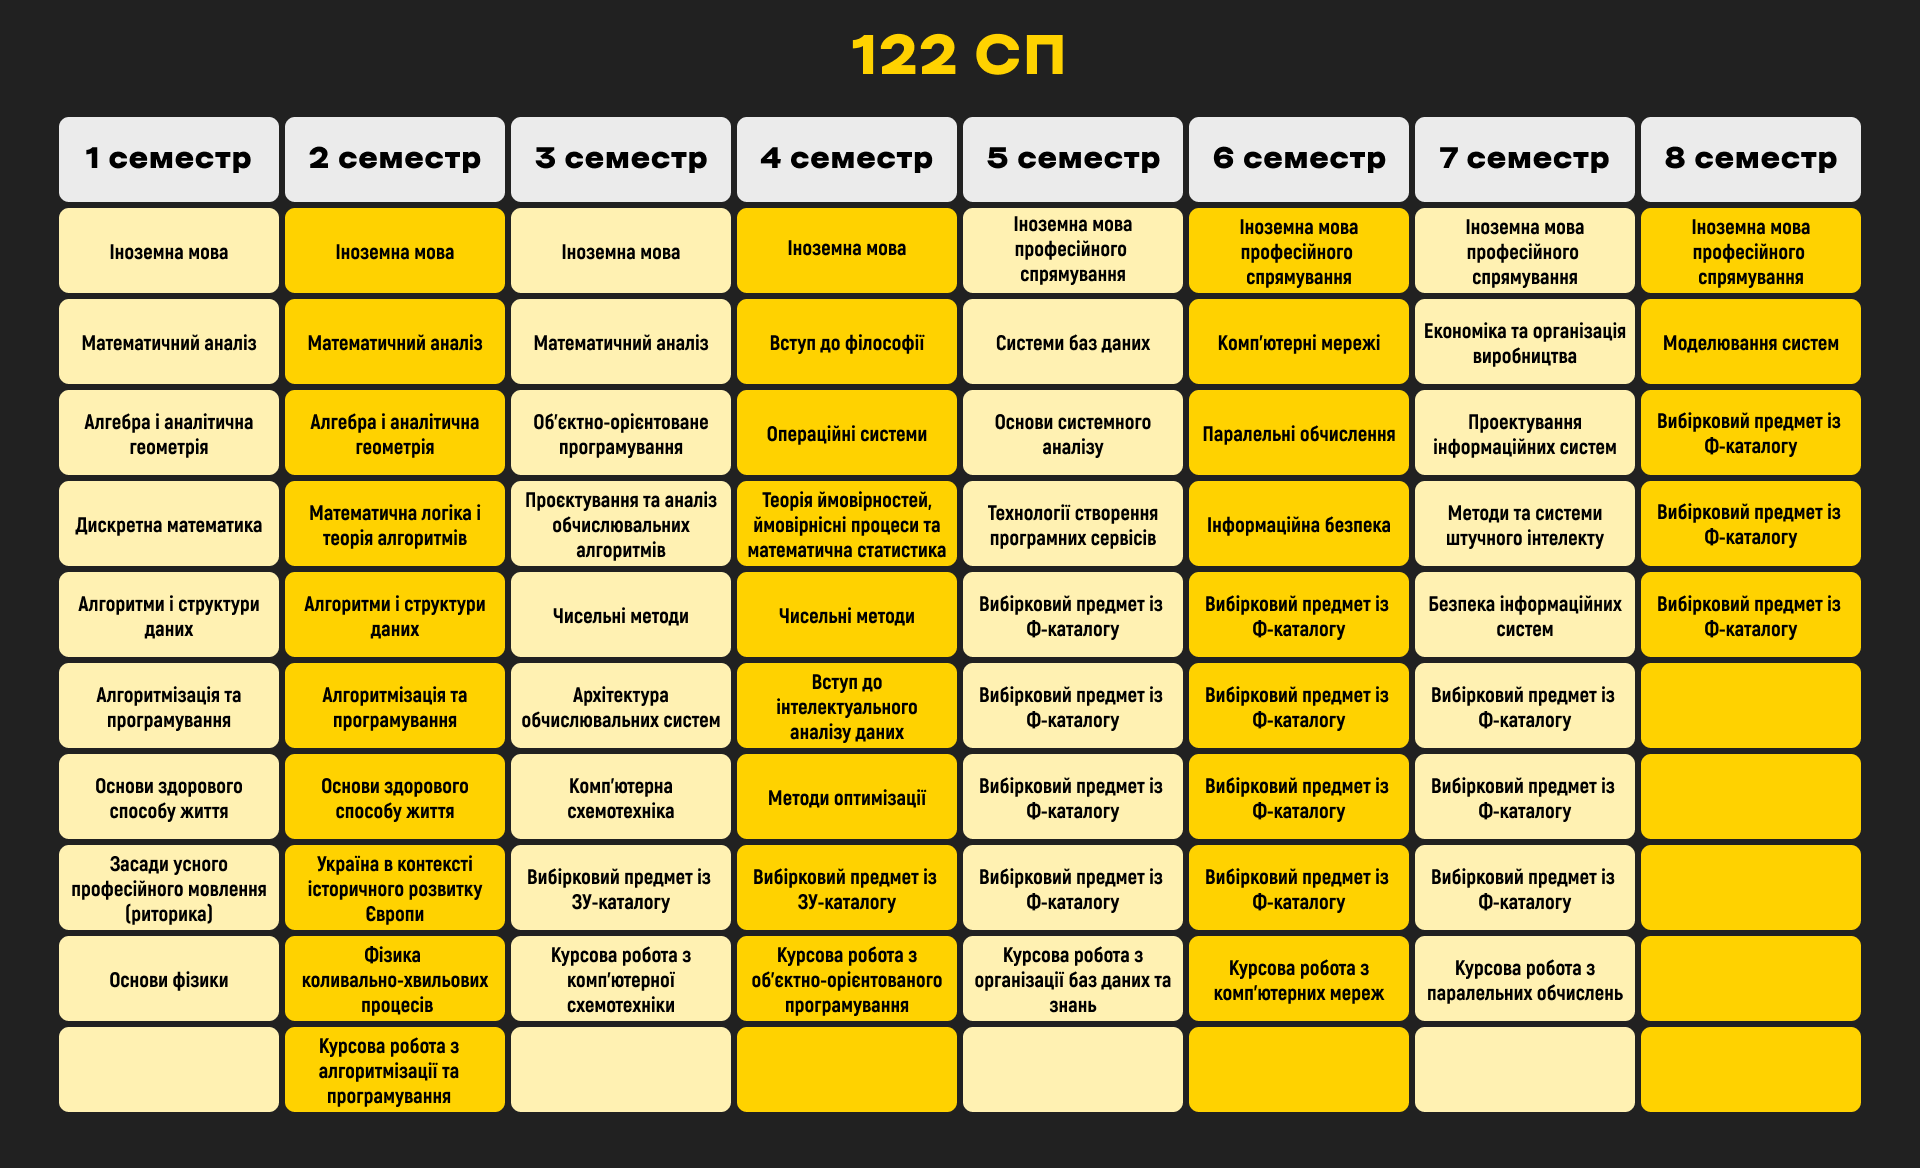 122 СП
1 семестр
2 семестр
3 семестр
4 семестр
5 семестр
6 семестр
7 семестр
8 семестр
Іноземна мова
Іноземна мова
Іноземна мова
Іноземна мова
Іноземна мова
професійного
спрямування
Іноземна мова
професійного
спрямування
Іноземна мова
професійного
спрямування
Іноземна мова
професійного
спрямування
Математичний аналіз
Математичний аналіз
Математичний аналіз
Вступ до філософії
Системи баз даних
Комп'ютерні мережі
Економіка та організація
виробництва
Моделювання систем
Алгебра і аналітична
геометрія
Алгебра і аналітична
геометрія
Об'єктно-орієнтоване
програмування
Операційні системи
Основи системного
аналізу
Паралельні обчислення
Проектування
інформаційних систем
Вибірковий предмет із
Ф-каталогу
Дискретна математика
Математична логіка і
теорія алгоритмів
Проєктування та аналіз
обчислювальних
алгоритмів
Теорія ймовірностей,
ймовірнісні процеси та
математична статистика
Технології створення
програмних сервісів
Інформаційна безпека
Методи та системи
штучного інтелекту
Вибірковий предмет із
Ф-каталогу
Алгоритми і структури
даних
Алгоритми і структури
даних
Чисельні методи
Чисельні методи
Вибірковий предмет із
Ф-каталогу
Вибірковий предмет із
Ф-каталогу
Безпека інформаційних
систем
Вибірковий предмет із
Ф-каталогу
Алгоритмізація та
програмування
Алгоритмізація та
програмування
Архітектура
обчислювальних систем
Вступ до
інтелектуального
аналізу даних
Вибірковий предмет із
Ф-каталогу
Вибірковий предмет із
Ф-каталогу
Вибірковий предмет із
Ф-каталогу
Основи здорового
способу життя
Основи здорового
способу життя
Комп'ютерна
схемотехніка
Методи оптимізації
Вибірковий предмет із
Ф-каталогу
Вибірковий предмет із
Ф-каталогу
Вибірковий предмет із
Ф-каталогу
Засади усного
професійного мовлення
(риторика)
Україна в контексті
історичного розвитку
Європи
Вибірковий предмет із
ЗУ-каталогу
Вибірковий предмет із
ЗУ-каталогу
Вибірковий предмет із
Ф-каталогу
Вибірковий предмет із
Ф-каталогу
Вибірковий предмет із
Ф-каталогу
Основи фізики
Фізика
коливально-хвильових
процесів
Курсова робота з
комп'ютерної
схемотехніки
Курсова робота з
об'єктно-орієнтованого
програмування
Курсова робота з
організації баз даних та
знань
Курсова робота з
комп'ютерних мереж
Курсова робота з
паралельних обчислень
Курсова робота з
алгоритмізації та
програмування